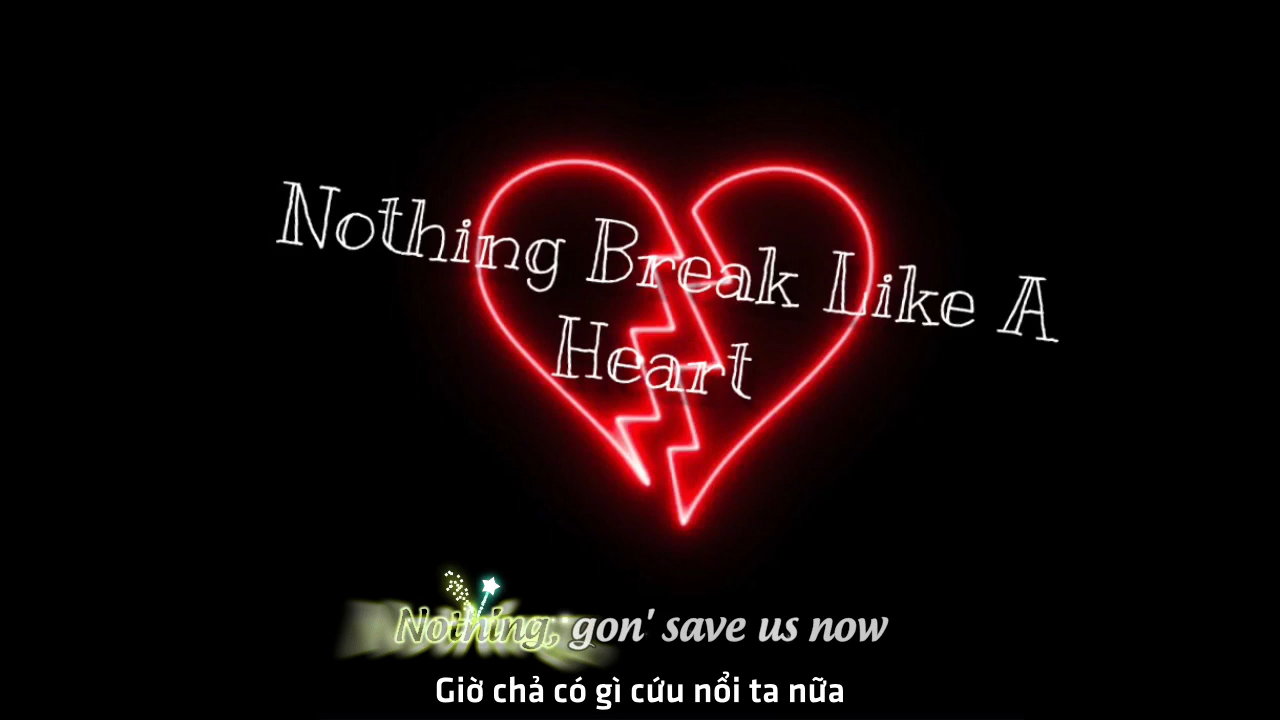 Nothing Break Like A
Heart
Nothing, gon' save us now
Giờ chả có gì cứu nổi ta nữa